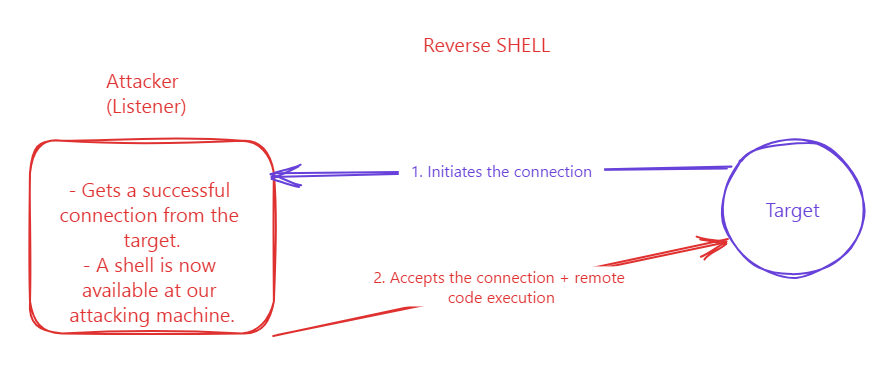 Reverse SHELL
Attacker
(Listener)
- Gets a successful
connection from the
target.
- A shell is now
available at our
attacking machine.
1. Initiates the connection
Target
2. Accepts the connection + remote
code execution